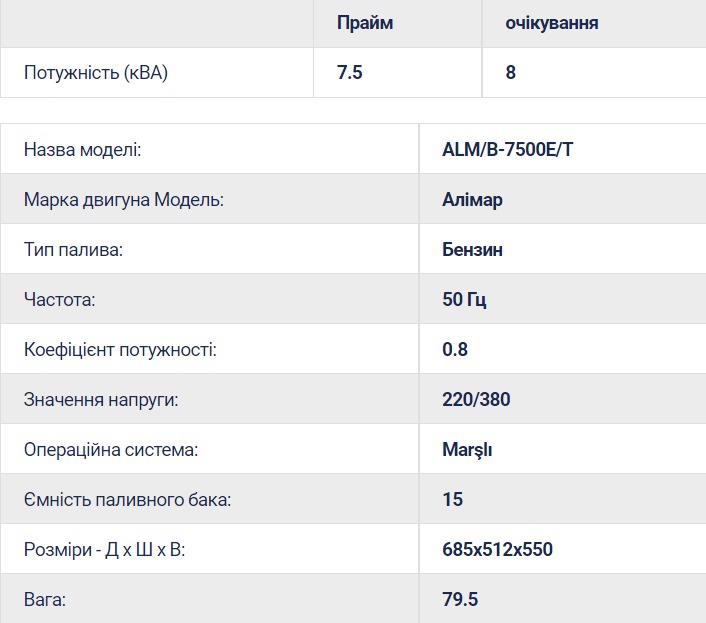 Прайм очікування
Потужність (кВА) 7.5 8
Назва моделі: ALM/B-7500E/T
Марка двигуна Модель: Алімар
Тип палива: Бензин
Частота: 50 Гц
Коефіцієнт потужності: 0.8
Значення напруги: 220/380
Операційна система: Marşlı
Ємність паливного бака: 15
Розміри - Д x Ш x В: 685x512x550
Вага: 79.5